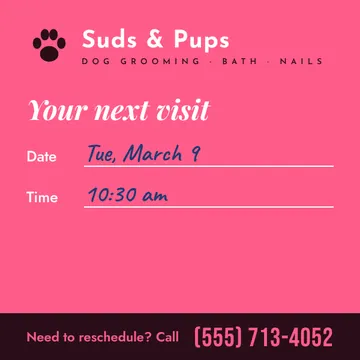 Suds & Pups
DOG GROOMING · BATH · NAILS
Your next visit
Date Tue, March 9
Time 10:30 am
Need to reschedule? Call (555) 713-4052